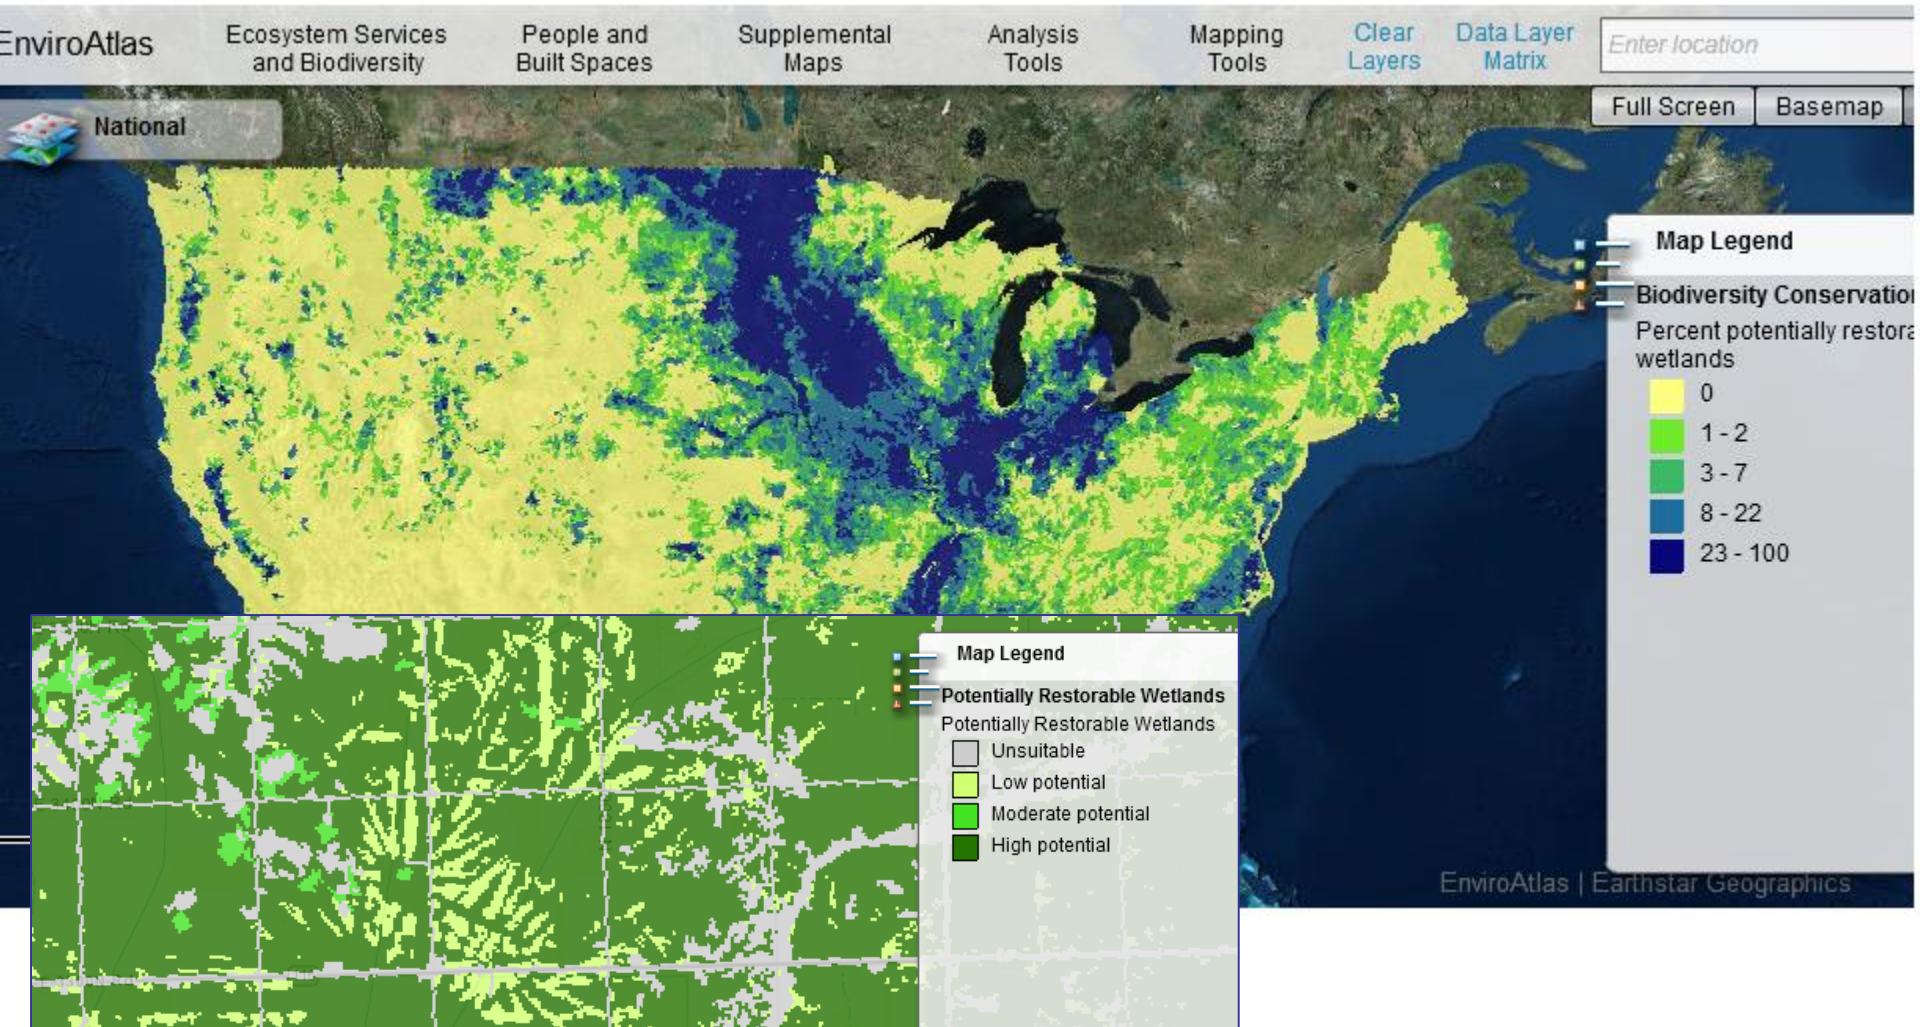 EnviroAtlas
Ecosystem Services
and Biodiversity
People and
Built Spaces
Supplemental
Maps
Analysis
Tools
Mapping
Tools
Clear
Layers
Data Layer
Matrix
Enter location
National
Full Screen
Basemap
Map Legend
Biodiversity Conservation
Percent potentially restora
wetlands
0
1 - 2
3 - 7
8 - 22
23 - 100
Map Legend
Potentially Restorable Wetlands
Potentially Restorable Wetlands
Unsuitable
Low potential
Moderate potential
High potential
EnviroAtlas | Earthstar Geographics